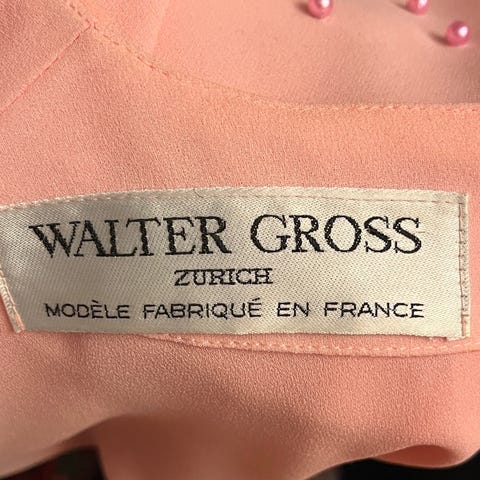 WALTER GROSS
ZURICH
MODÈLE FABRIQUÉ EN FRANCE